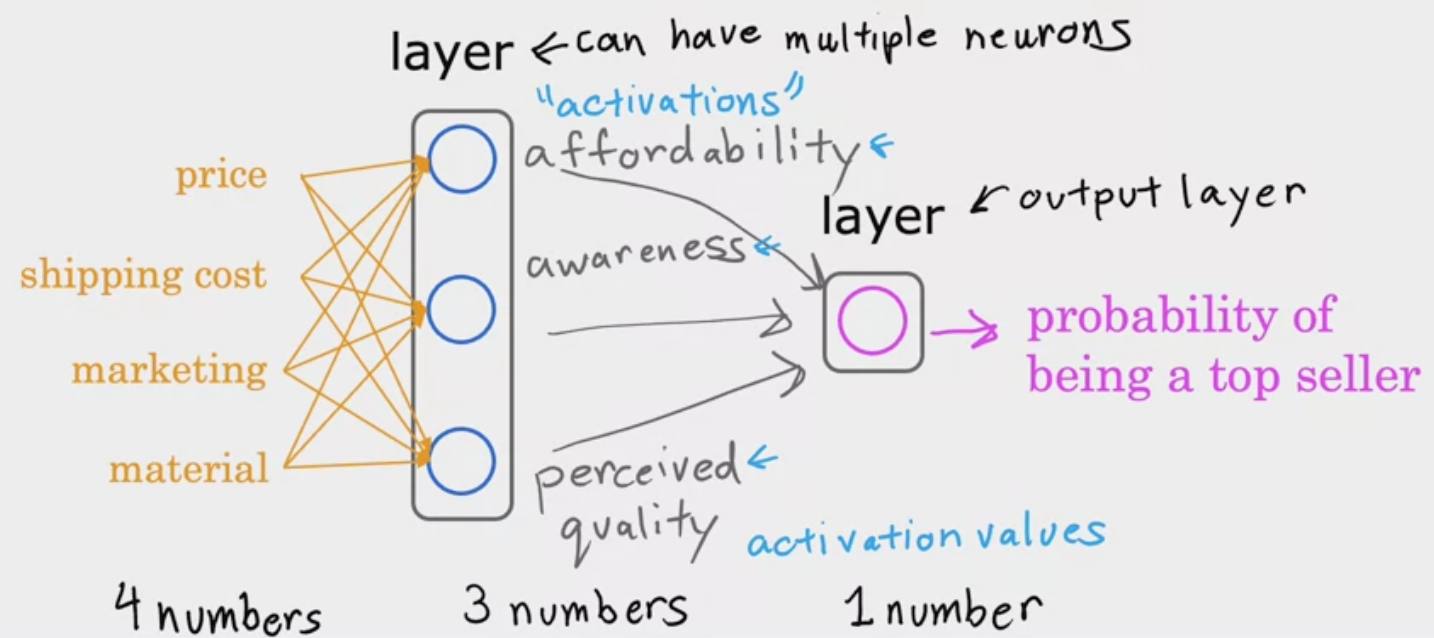 layer ← can have multiple neurons
"activations"
affordability ←
price
layer ← output layer
awareness ←
shipping cost
probability of
being a top seller
marketing
material
perceived ←
quality
activation values
4 numbers
3 numbers
1 number